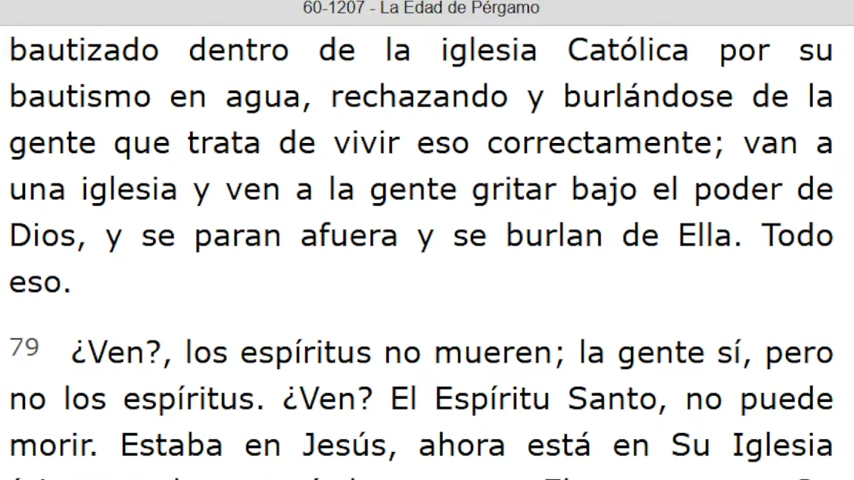 60-1207 - La Edad de Pérgamo
bautizado dentro de la iglesia Católica por su
bautismo en agua, rechazando y burlándose de la
gente que trata de vivir eso correctamente; van a
una iglesia y ven a la gente gritar bajo el poder de
Dios, y se paran afuera y se burlan de Ella. Todo
eso.
79 ¿Ven?, los espíritus no mueren; la gente sí, pero
no los espíritus. ¿Ven? El Espíritu Santo, no puede
morir. Estaba en Jesús, ahora está en Su Iglesia